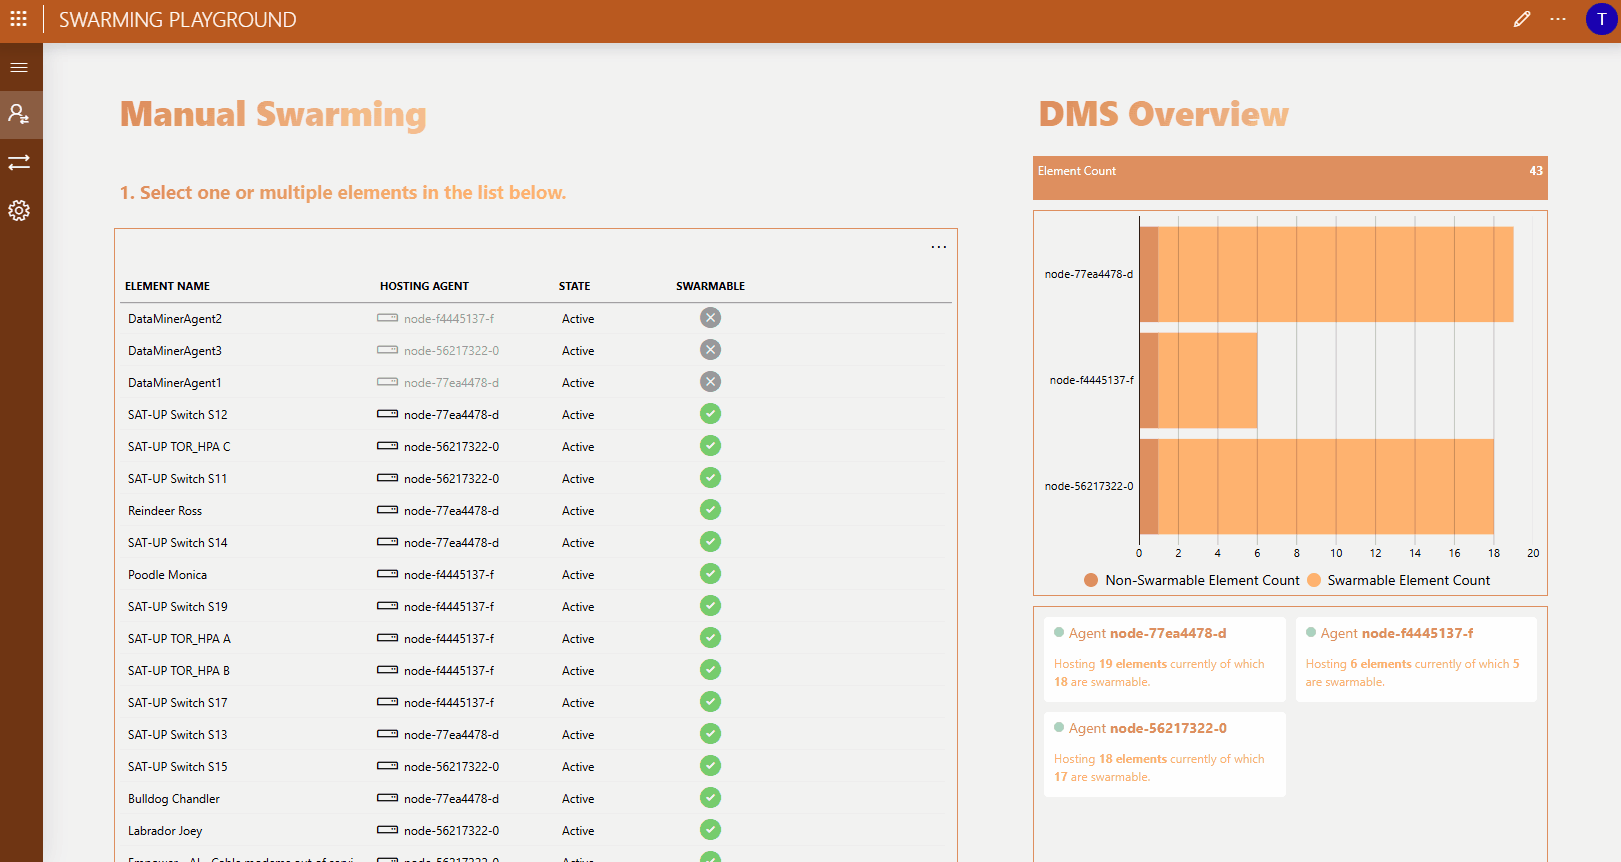 SWARMING PLAYGROUND
T
Manual Swarming
1. Select one or multiple elements in the list below.
ELEMENT NAME HOSTING AGENT STATE SWARMABLE
DataMinerAgent2 node-f4445137-f Active
DataMinerAgent3 node-56217322-0 Active
DataMinerAgent1 node-77ea4478-d Active
SAT-UP Switch S12 node-77ea4478-d Active
SAT-UP TOR_HPA C node-56217322-0 Active
SAT-UP Switch S11 node-56217322-0 Active
Reindeer Ross node-77ea4478-d Active
SAT-UP Switch S14 node-77ea4478-d Active
Poodle Monica node-f4445137-f Active
SAT-UP Switch S19 node-f4445137-f Active
SAT-UP TOR_HPA A node-f4445137-f Active
SAT-UP TOR_HPA B node-f4445137-f Active
SAT-UP Switch S17 node-f4445137-f Active
SAT-UP Switch S13 node-77ea4478-d Active
SAT-UP Switch S15 node-56217322-0 Active
Bulldog Chandler node-77ea4478-d Active
Labrador Joey node-56217322-0 Active
DMS Overview
Element Count 43
node-77ea4478-d
node-f4445137-f
node-56217322-0
0 2 4 6 8 10 12 14 16 18 20
Non-Swarmable Element Count Swarmable Element Count
Agent node-77ea4478-d
Hosting 19 elements currently of which
18 are swarmable.
Agent node-f4445137-f
Hosting 6 elements currently of which 5
are swarmable.
Agent node-56217322-0
Hosting 18 elements currently of which
17 are swarmable.